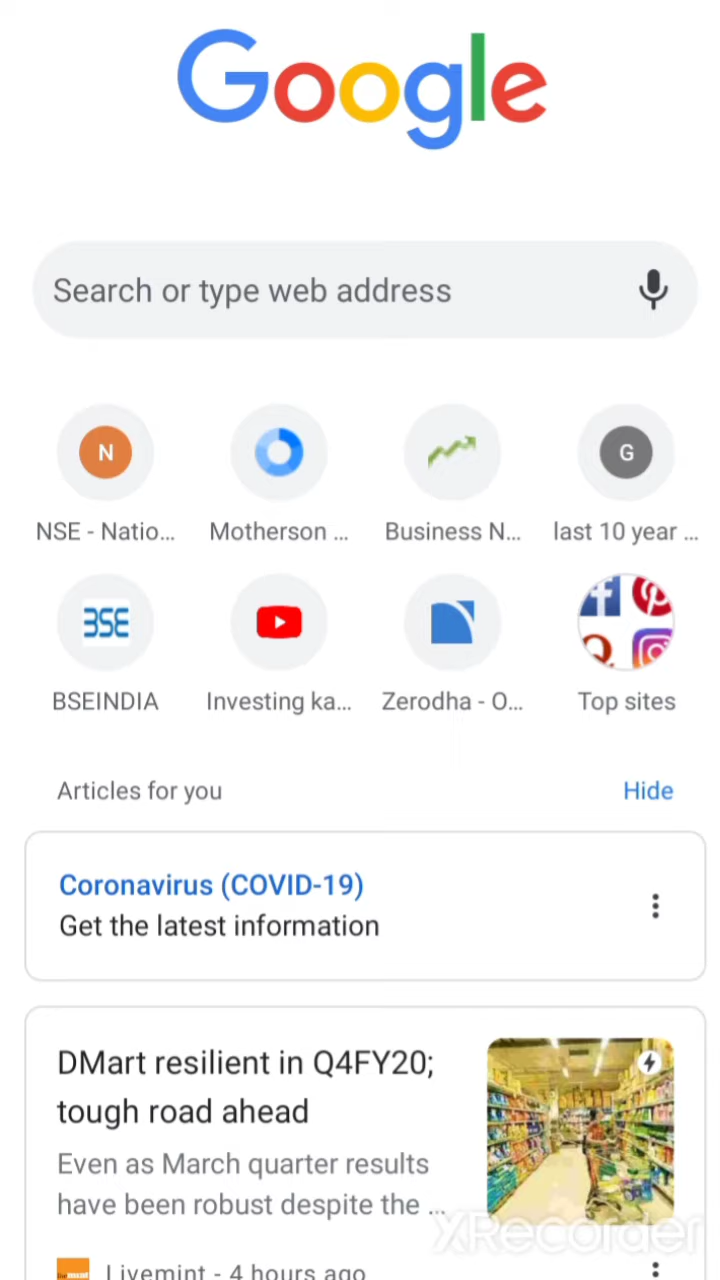 Google
Search or type web address
N
G
NSE - Natio...
Motherson ...
Business N...
last 10 year ...
BSE
BSEINDIA
Investing ka...
Zerodha - O...
Top sites
Articles for you
Hide
Coronavirus (COVID-19)
Get the latest information
DMart resilient in Q4FY20;
tough road ahead
Even as March quarter results
have been robust despite the ...
XRecorder
Livemint - 4 hours ago